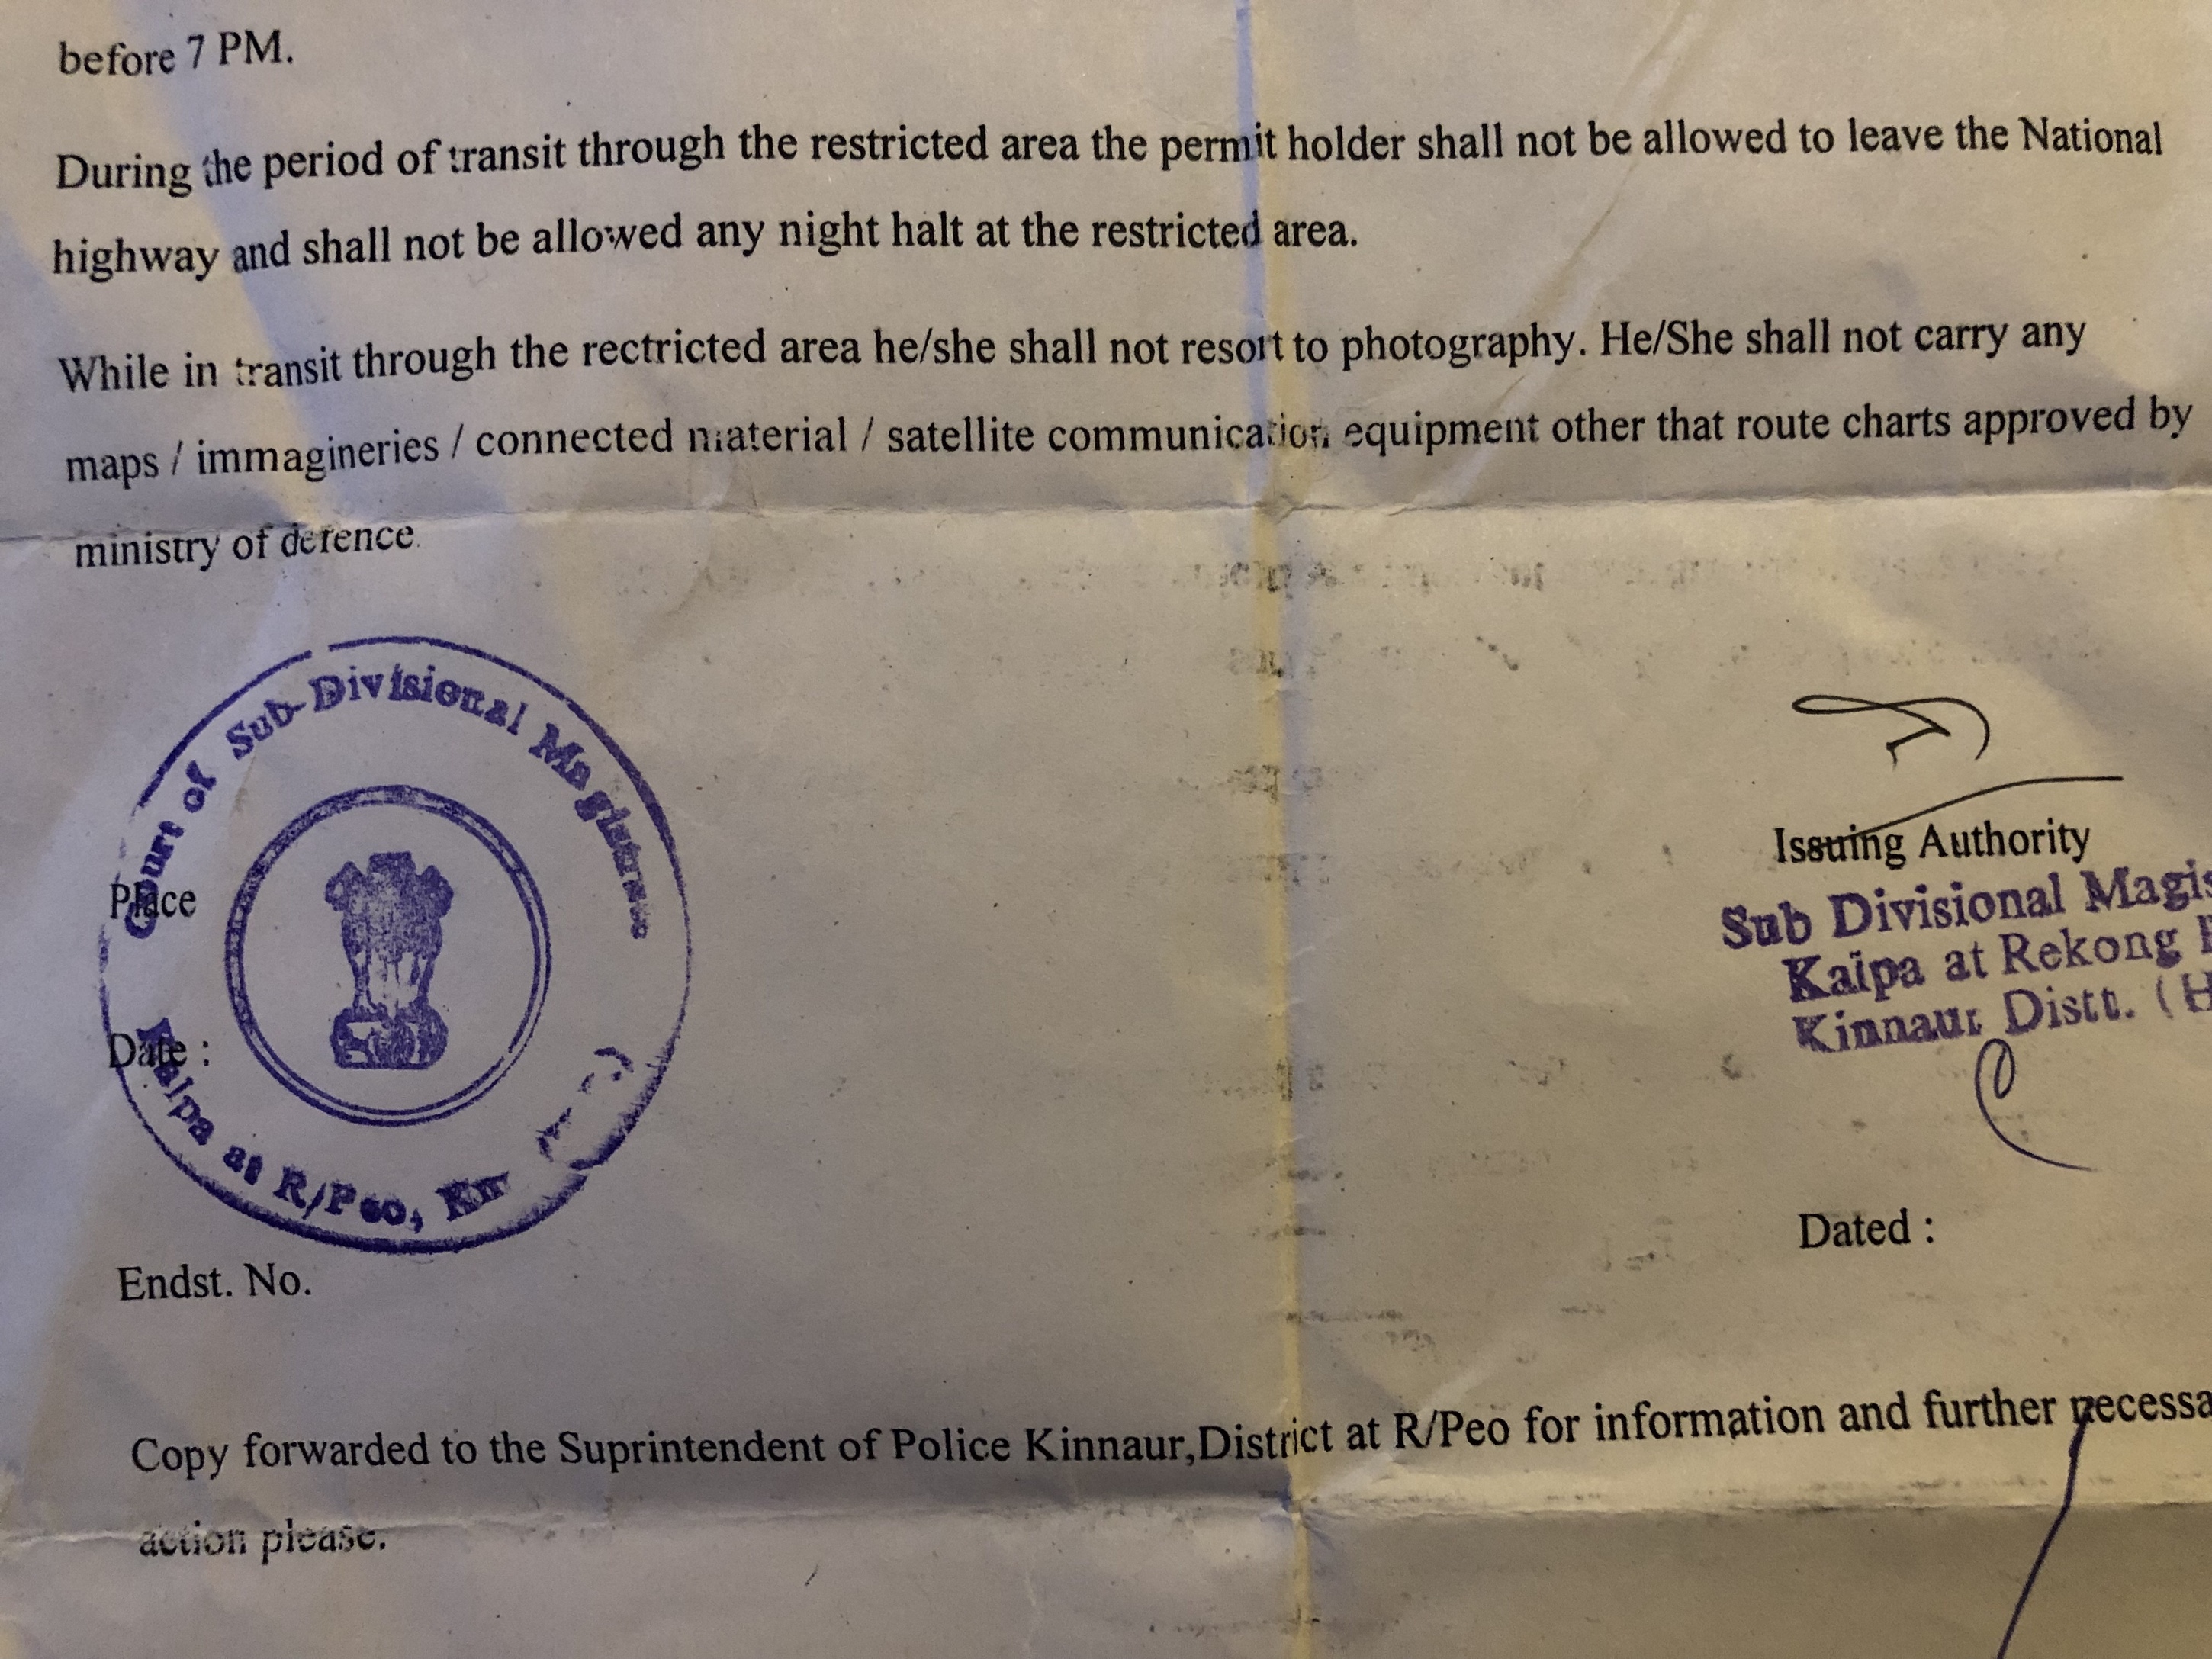 before 7 PM.
During the period of transit through the restricted area the permit holder shall not be allowed to leave the National
highway and shall not be allowed any night halt at the restricted area.
While in transit through the rectricted area he/she shall not resort to photography. He/She shall not carry any
maps / immagineries / connected material / satellite communication equipment other that route charts approved by
ministry of defence.
Court of Sub-Divisional Magistrate
Kalpa at R/Peo,
Place
Date :
Issuing Authority
Sub Divisional Magis
Kalpa at Rekong P
Kinnaur Distt. (H
Endst. No.
Dated :
Copy forwarded to the Suprintendent of Police Kinnaur,District at R/Peo for information and further necessa
action please.